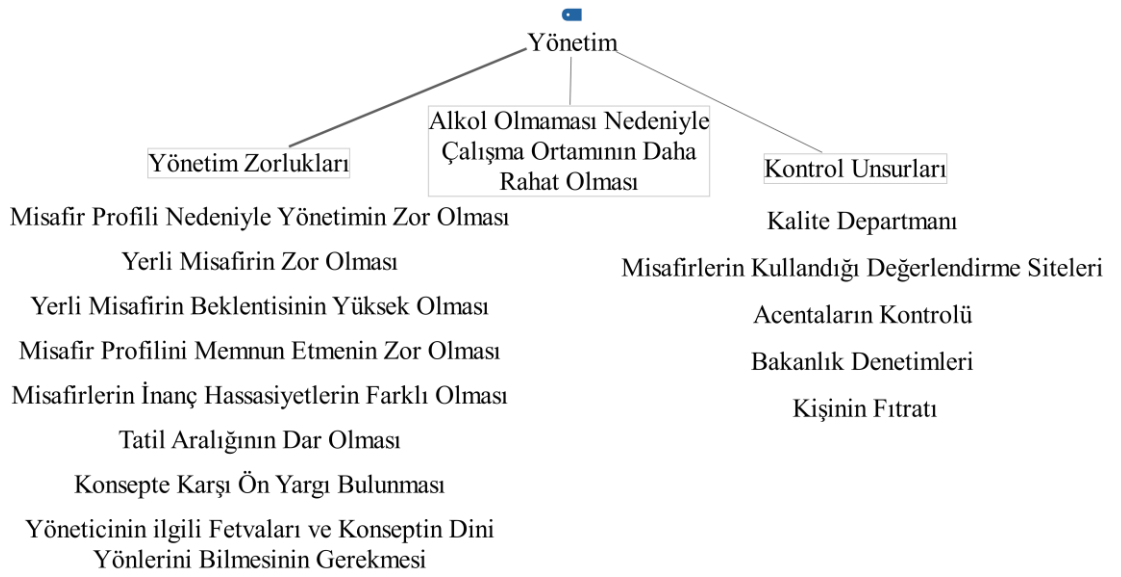 Yönetim
Yönetim Zorlukları
Misafir Profili Nedeniyle Yönetimin Zor Olması
Yerli Misafirin Zor Olması
Yerli Misafirin Beklentisinin Yüksek Olması
Misafir Profilini Memnun Etmenin Zor Olması
Misafirlerin İnanç Hassasiyetlerin Farklı Olması
Tatil Aralığının Dar Olması
Konsepte Karşı Ön Yargı Bulunması
Yöneticinin ilgili Fetvaları ve Konseptin Dini
Yönlerini Bilmesinin Gerekmesi
Alkol Olmaması Nedeniyle
Çalışma Ortamının Daha
Rahat Olması
Kontrol Unsurları
Kalite Departmanı
Misafirlerin Kullandığı Değerlendirme Siteleri
Acentaların Kontrolü
Bakanlık Denetimleri
Kişinin Fıtratı